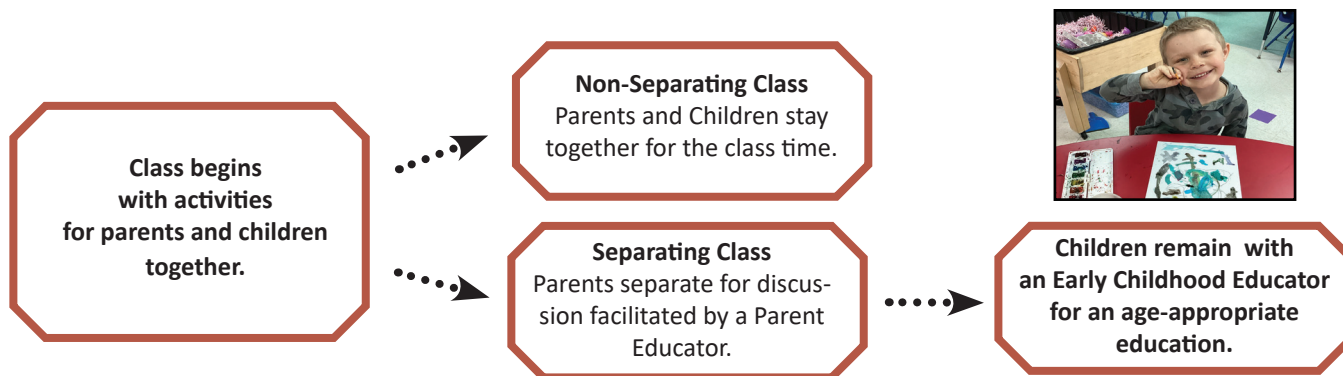 Class begins
with activities
for parents and children
together.
Non-Separating Class
Parents and Children stay
together for the class time.
Separating Class
Parents separate for discus-
sion facilitated by a Parent
Educator.
Children remain with
an Early Childhood Educator
for an age-appropriate
education.